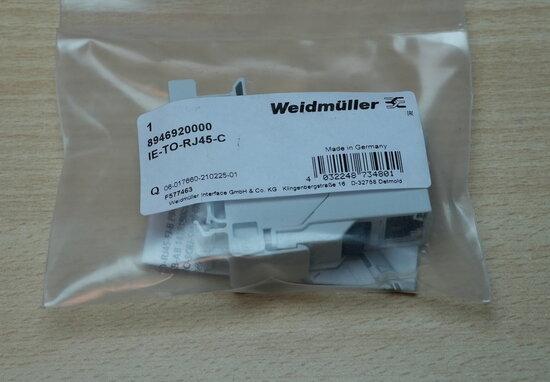 Weidmüller
1
8946920000
IE-TO-RJ45-C
Made in Germany
4 032248 734801
Q 06-017660-210225-01
F577463
Weidmüller Interface GmbH & Co. KG Klingenbergstraße 16 D-32758 Detmold